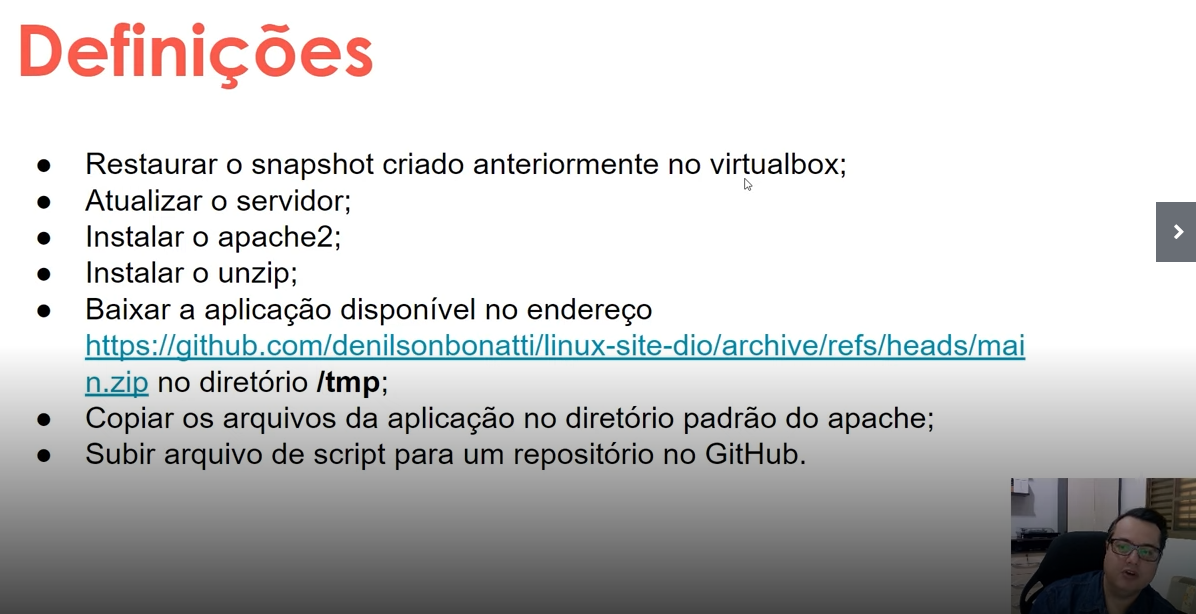 Definições
● Restaurar o snapshot criado anteriormente no virtualbox;
● Atualizar o servidor;
● Instalar o apache2;
● Instalar o unzip;
● Baixar a aplicação disponível no endereço
https://github.com/denilsonbonatti/linux-site-dio/archive/refs/heads/mai
n.zip no diretório /tmp;
● Copiar os arquivos da aplicação no diretório padrão do apache;
● Subir arquivo de script para um repositório no GitHub.